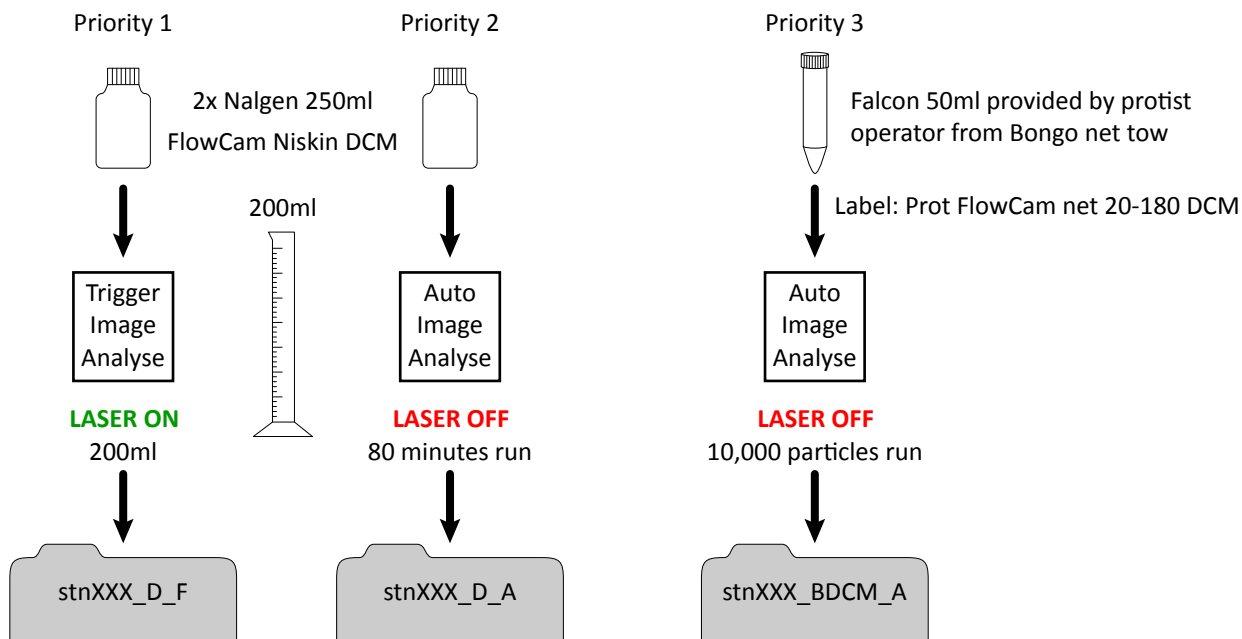 Priority 1
Priority 2
Priority 3
2x Nalgen 250ml
FlowCam Niskin DCM
Falcon 50ml provided by protist
operator from Bongo net tow
200ml
Label: Prot FlowCam net 20-180 DCM
Trigger
Image
Analyse
Auto
Image
Analyse
Auto
Image
Analyse
LASER ON
200ml
LASER OFF
80 minutes run
LASER OFF
10,000 particles run
stnXXX_D_F
stnXXX_D_A
stnXXX_BDCM_A